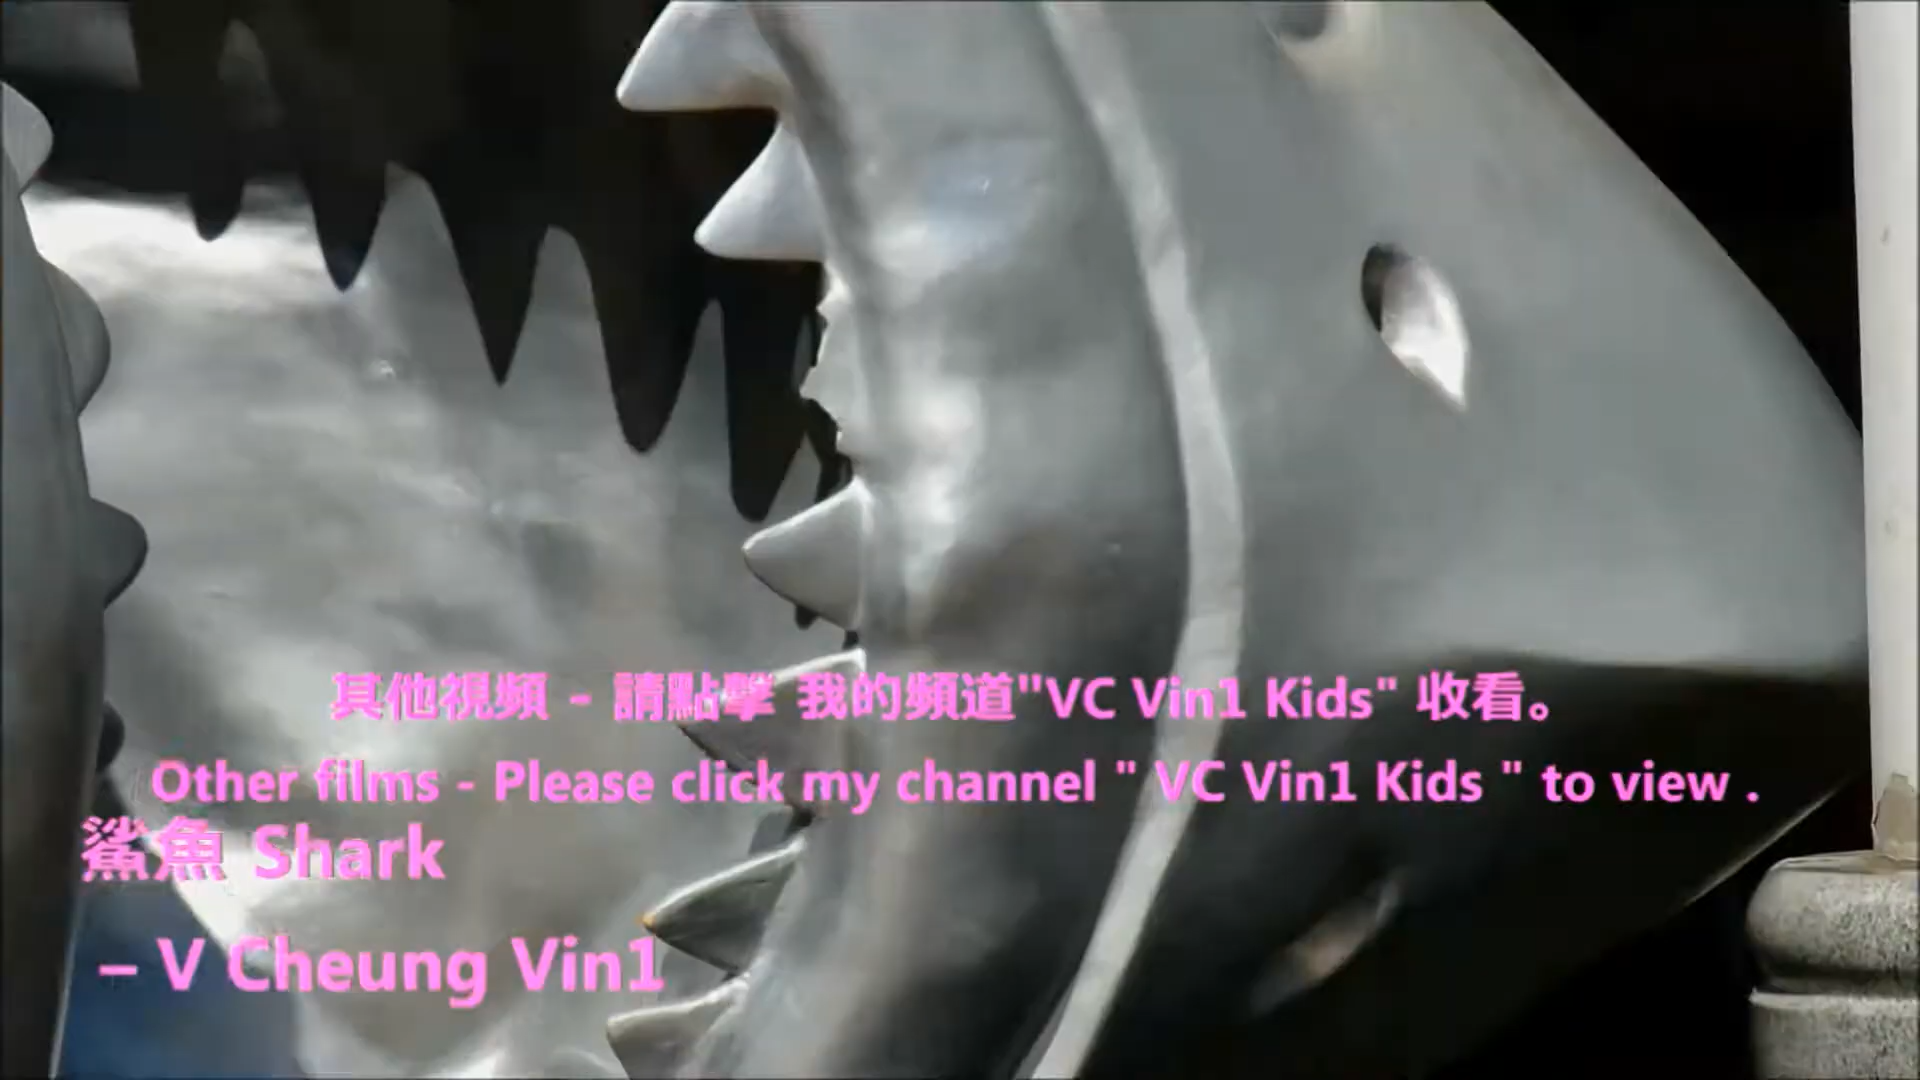 其他視頻 - 請點擊 我的頻道"VC Vin1 Kids" 收看。
Other films - Please click my channel " VC Vin1 Kids " to view .
鯊魚 Shark
– V Cheung Vin1